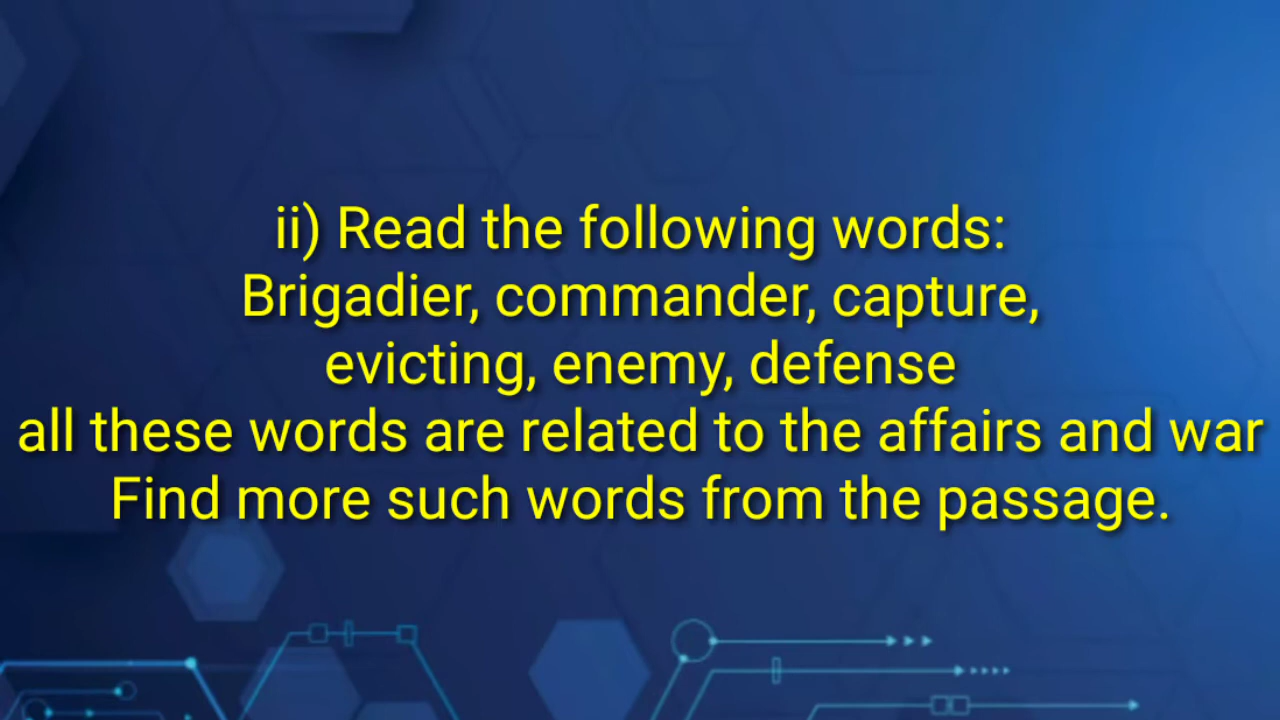 ii) Read the following words:
Brigadier, commander, capture,
evicting, enemy, defense
all these words are related to the affairs and war
Find more such words from the passage.